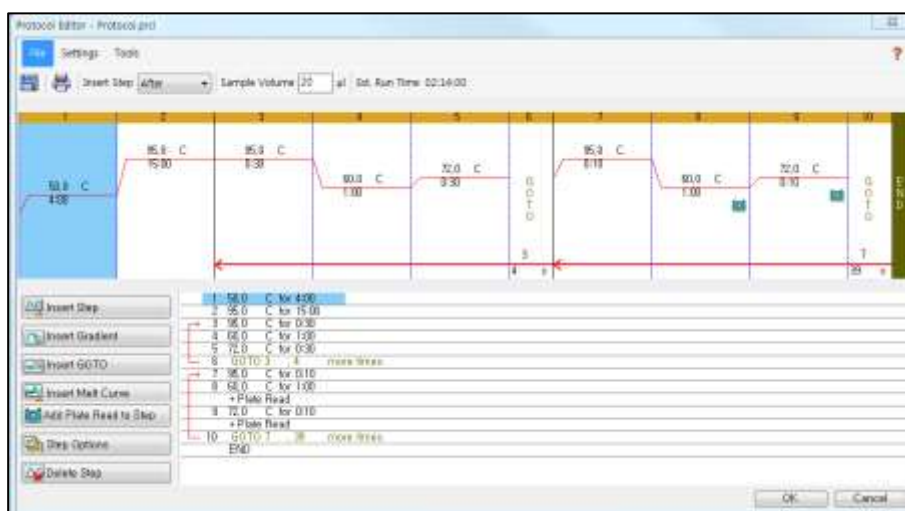 Protocol Editor - Protocol.prcl
File Settings Tools ?
Insert Step After Sample Volume 20 µl Est. Run Time 02:14:00
1 2 3 4 5 6 7 8 9 10
50,0 C
4:00
95,0 C
15:00
95,0 C
0:30
60,0 C
1:00
72,0 C
0:30
G
O
T
O
3
4 x
95,0 C
0:10
60,0 C
1:00
72,0 C
0:10
G
O
T
O
7
x
E
N
D
Insert Step
Insert Gradient
Insert GOTO
Insert Melt Curve
Add Plate Read to Step
Step Options
Delete Step
1 50,0 C for 4:00
2 95,0 C for 15:00
3 95,0 C for 0:30
4 60,0 C for 1:00
5 72,0 C for 0:30
6 GOTO 3 , 4 more times
7 95,0 C for 0:10
8 60,0 C for 1:00
+ Plate Read
9 72,0 C for 0:10
+ Plate Read
10 GOTO 7 , more times
END
OK Cancel